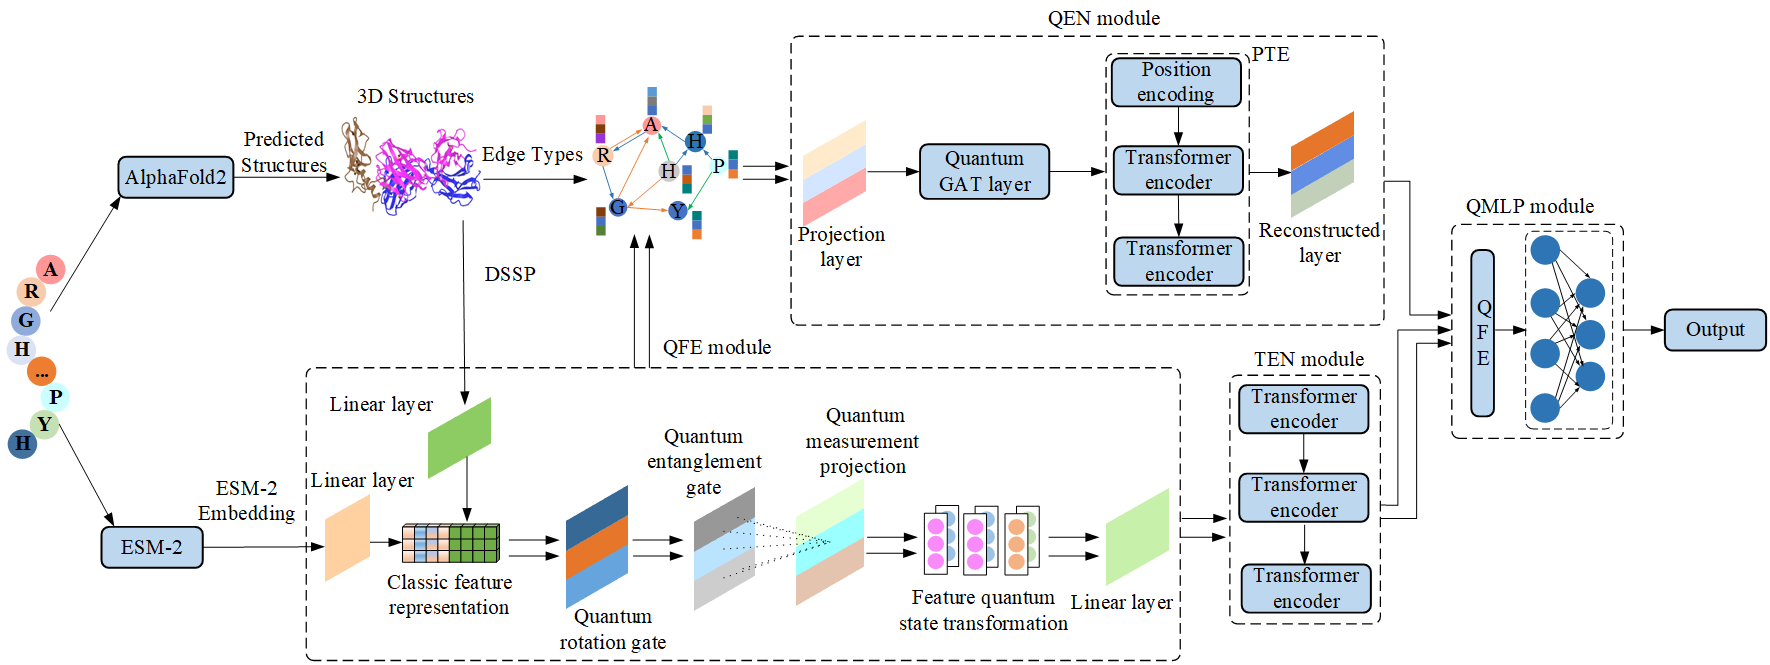 QEN module
PTE
Position
encoding
3D Structures
Predicted
Structures
AlphaFold2
Edge Types
A
H
R
H
P
G
Y
Quantum
GAT layer
Transformer
encoder
Transformer
encoder
Projection
layer
Reconstructed
layer
QMLP module
A
R
G
H
...
P
Y
H
DSSP
QFE module
Q
F
E
Output
TEN module
Linear layer
Transformer
encoder
Quantum
entanglement
gate
Quantum
measurement
projection
Linear layer
ESM-2
Embedding
Transformer
encoder
ESM-2
Classic feature
representation
Quantum
rotation gate
Feature quantum
state transformation
Linear layer
Transformer
encoder